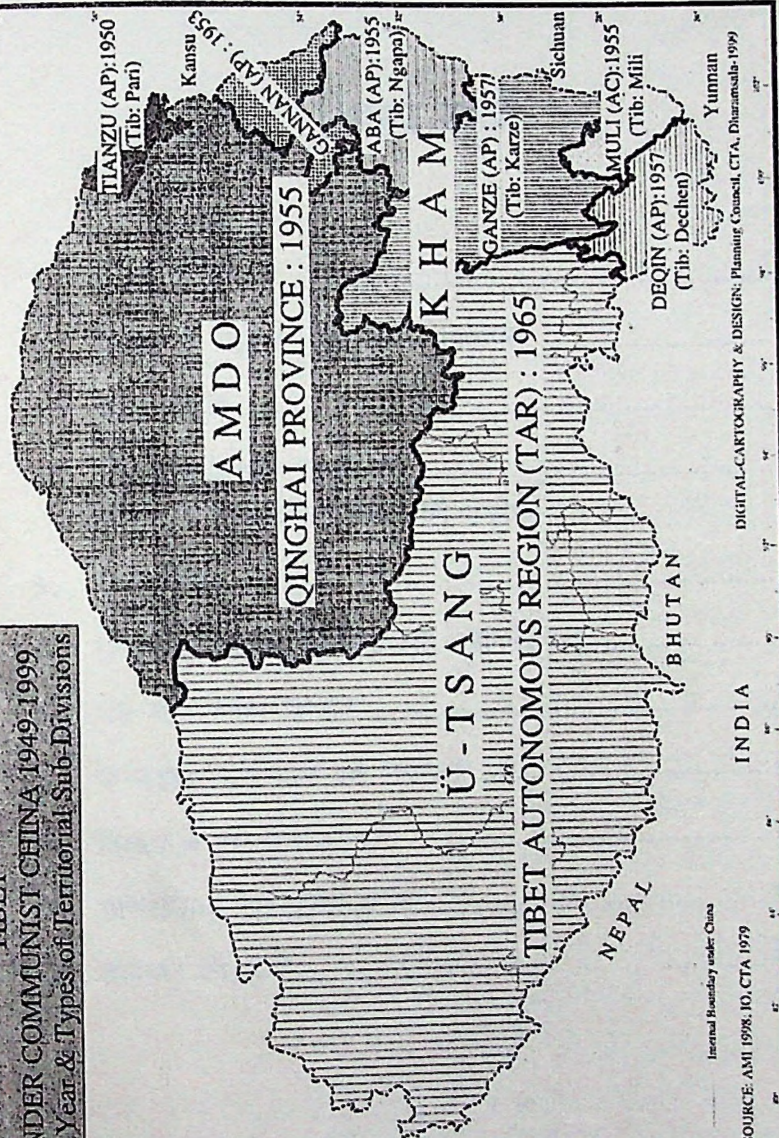 TIBET
NDER COMMUNIST CHINA 1949-1999
Year & Types of Territorial Sub-Divisions
TIANZU (AP):1950
(Tib: Pari)
Kansu
GANNAN (AP) : 1953
AMDO
QINGHAI PROVINCE : 1955
ABA (AP):1955
(Tib: Ngapa)
KHAM
GANZE (AP) : 1957
(Tib: Karze)
Sichuan
MULI (AC):1955
(Tib: Mili)
Yunnan
DEQIN (AP):1957
(Tib: Dechen)
Ü-TSANG
TIBET AUTONOMOUS REGION (TAR) : 1965
NEPAL
BHUTAN
INDIA
Internal Boundary under China
OURCE: AMI 1998, IO, CTA 1979
DIGITAL-CARTOGRAPHY & DESIGN: Planning Council, CTA, Dharamsala-1999